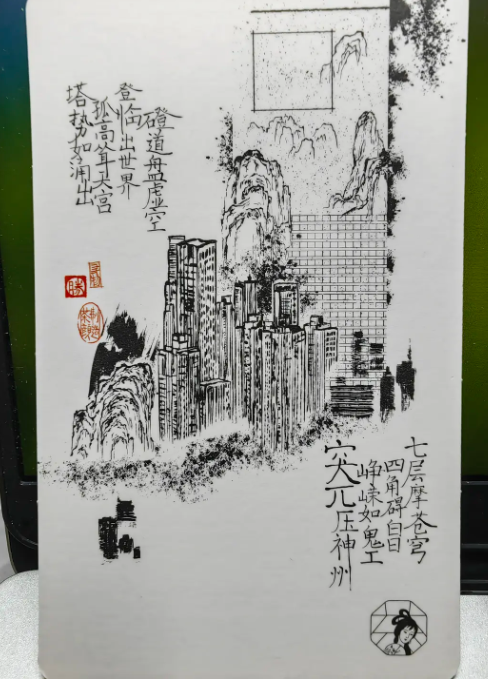 塔势如涌出
孤高耸天宫
登临出世界
磴道盘虚空
勝
突兀压神州
峥嵘如鬼工
四角碍白日
七层摩苍穹